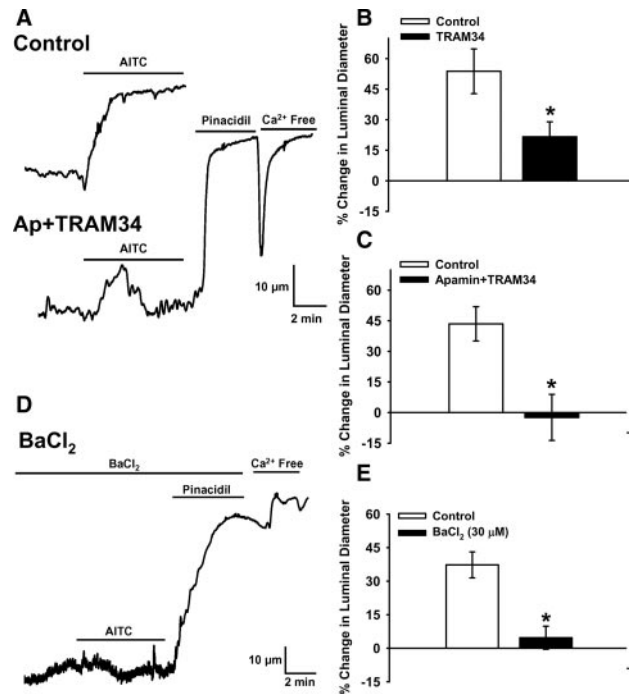 A
Control
AITC
Pinacidil
Ca²⁺ Free
Ap+TRAM34
AITC
10 µm
2 min
B
Control
TRAM34
% Change in Luminal Diameter
60
45
30
15
0
-15
*
C
Control
Apamin+TRAM34
% Change in Luminal Diameter
60
45
30
15
0
-15
*
D
BaCl₂
BaCl₂
Ca²⁺ Free
Pinacidil
AITC
10 µm
2 min
E
Control
BaCl₂ (30 µM)
% Change in Luminal Diameter
60
45
30
15
0
-15
*